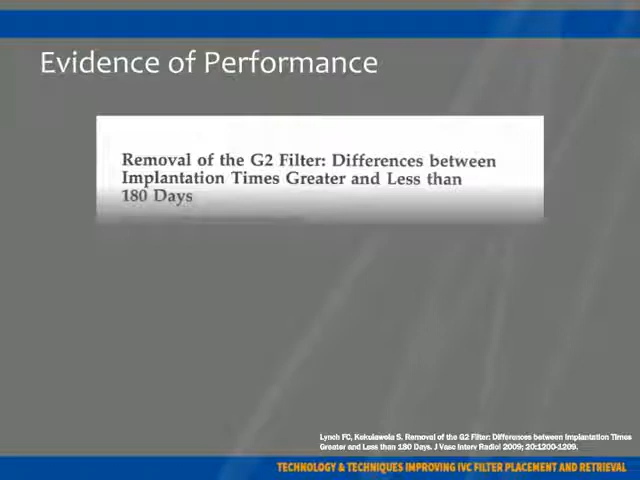 Evidence of Performance
Removal of the G2 Filter: Differences between
Implantation Times Greater and Less than
180 Days
Lynch FC, Kekulawela S. Removal of the G2 Filter: Differences between Implantation Times
Greater and Less than 180 Days. J Vasc Interv Radiol 2009; 20:1200-1209.
TECHNOLOGY & TECHNIQUES IMPROVING IVC FILTER PLACEMENT AND RETRIEVAL